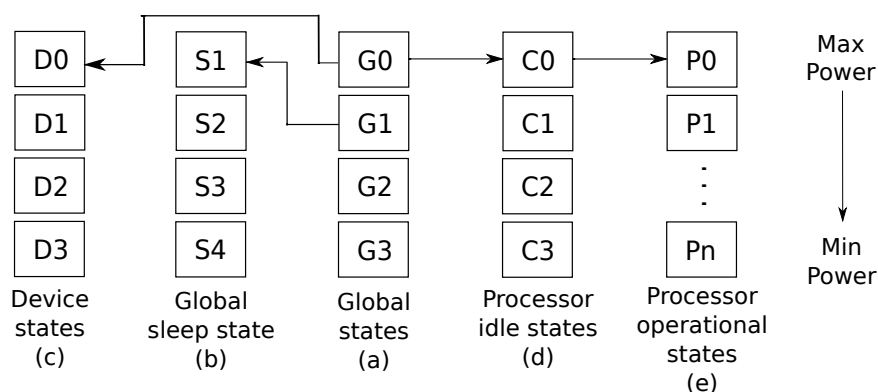 D0 S1 G0 C0 P0 Max
Power
D1 S2 G1 C1 P1
D2 S3 G2 C2 ⋮
D3 S4 G3 C3 Pn Min
Power
Device Global Global Processor Processor
states sleep state states idle states operational
(c) (b) (a) (d) states
(e)